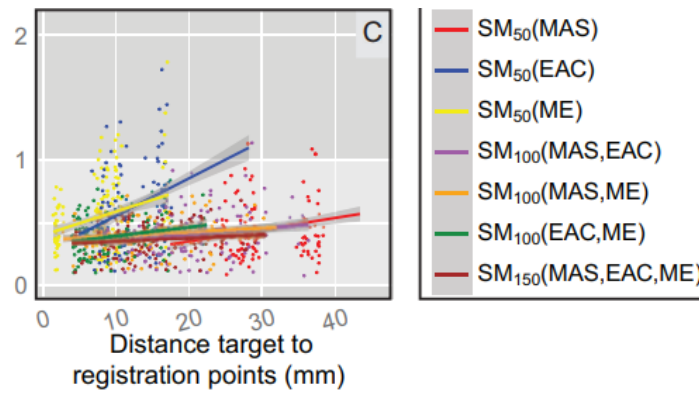 C
2
1
0
0
10
20
30
40
Distance target to
registration points (mm)
SM₅₀(MAS)
SM₅₀(EAC)
SM₅₀(ME)
SM₁₀₀(MAS,EAC)
SM₁₀₀(MAS,ME)
SM₁₀₀(EAC,ME)
SM₁₅₀(MAS,EAC,ME)